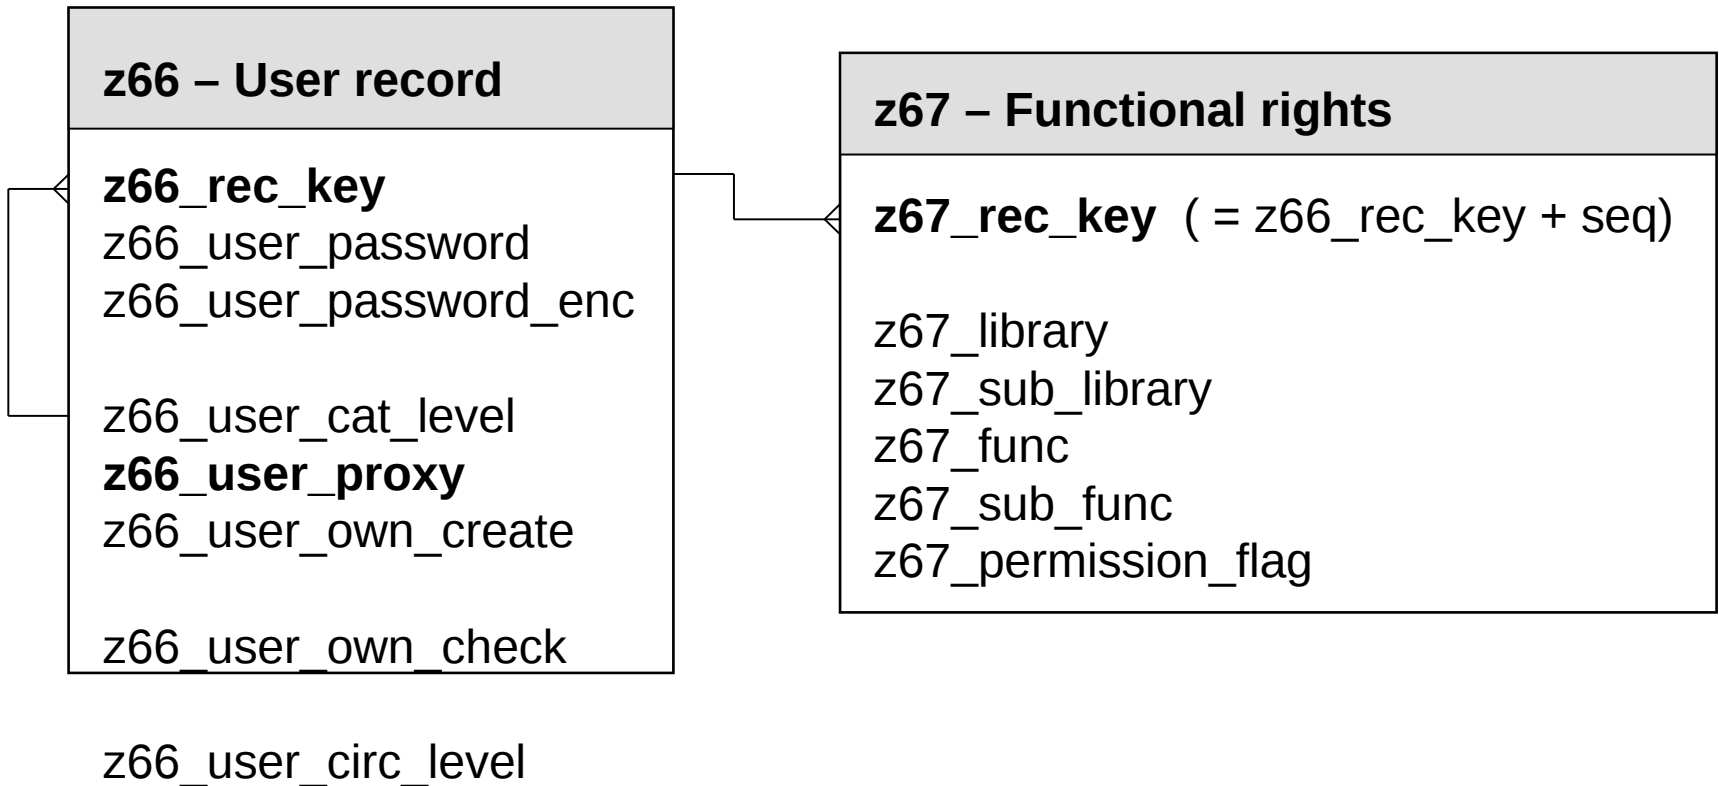 z66 – User record
z66_rec_key
z66_user_password
z66_user_password_enc
z66_user_cat_level
z66_user_proxy
z66_user_own_create
z66_user_own_check
z66_user_circ_level
z67 – Functional rights
z67_rec_key ( = z66_rec_key + seq)
z67_library
z67_sub_library
z67_func
z67_sub_func
z67_permission_flag